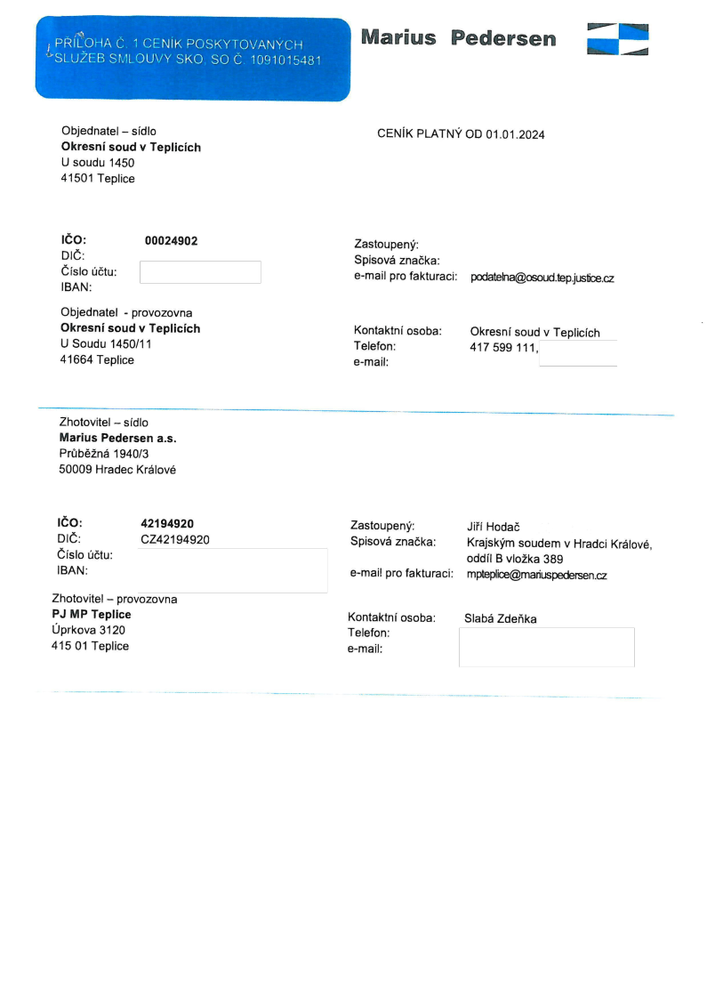 PŘÍLOHA Č. 1 CENÍK POSKYTOVANÝCH
SLUŽEB SMLOUVY SKO, SO Č. 1091015481
Marius Pedersen
Objednatel – sídlo
Okresní soud v Teplicích
U soudu 1450
41501 Teplice
CENÍK PLATNÝ OD 01.01.2024
IČO: 00024902
DIČ:
Číslo účtu:
IBAN:
Zastoupený:
Spisová značka:
e-mail pro fakturaci: podatelna@osoud.tep.justice.cz
Objednatel - provozovna
Okresní soud v Teplicích
U Soudu 1450/11
41664 Teplice
Kontaktní osoba: Okresní soud v Teplicích
Telefon: 417 599 111,
e-mail:
Zhotovitel – sídlo
Marius Pedersen a.s.
Průběžná 1940/3
50009 Hradec Králové
IČO: 42194920
DIČ: CZ42194920
Číslo účtu:
IBAN:
Zastoupený: Jiří Hodač
Spisová značka: Krajským soudem v Hradci Králové,
oddíl B vložka 389
e-mail pro fakturaci: mpteplice@mariuspedersen.cz
Zhotovitel – provozovna
PJ MP Teplice
Úprkova 3120
415 01 Teplice
Kontaktní osoba: Slabá Zdeňka
Telefon:
e-mail: